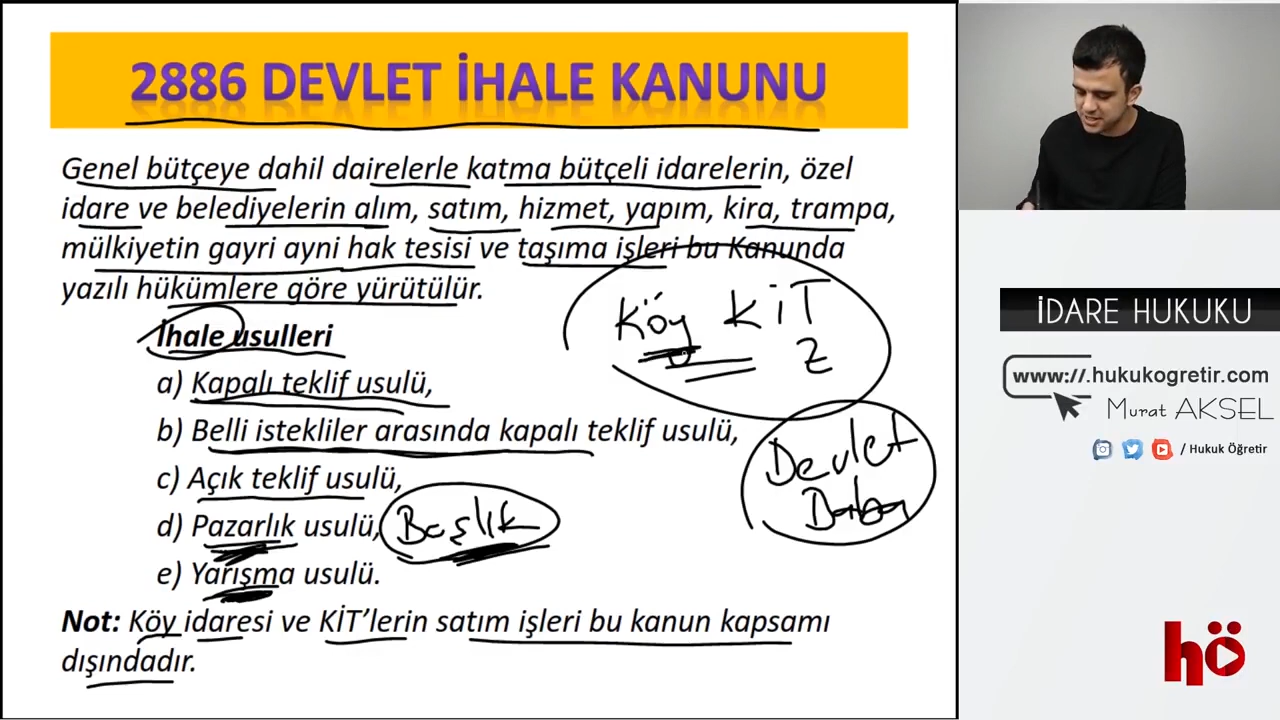 2886 DEVLET İHALE KANUNU
Genel bütçeye dahil dairelerle katma bütçeli idarelerin, özel
idare ve belediyelerin alım, satım, hizmet, yapım, kira, trampa,
mülkiyetin gayri ayni hak tesisi ve taşıma işleri bu Kanunda
yazılı hükümlere göre yürütülür.
Köy KİT
2
İhale usulleri
a) Kapalı teklif usulü,
b) Belli istekliler arasında kapalı teklif usulü,
Devlet
Baba
c) Açık teklif usulü,
d) Pazarlık usulü,
Başlık
e) Yarışma usulü.
Not: Köy idaresi ve KİT'lerin satım işleri bu kanun kapsamı
dışındadır.
İDARE HUKUKU
www://.hukukogretir.com
Murat AKSEL
/ Hukuk Öğretir
hö